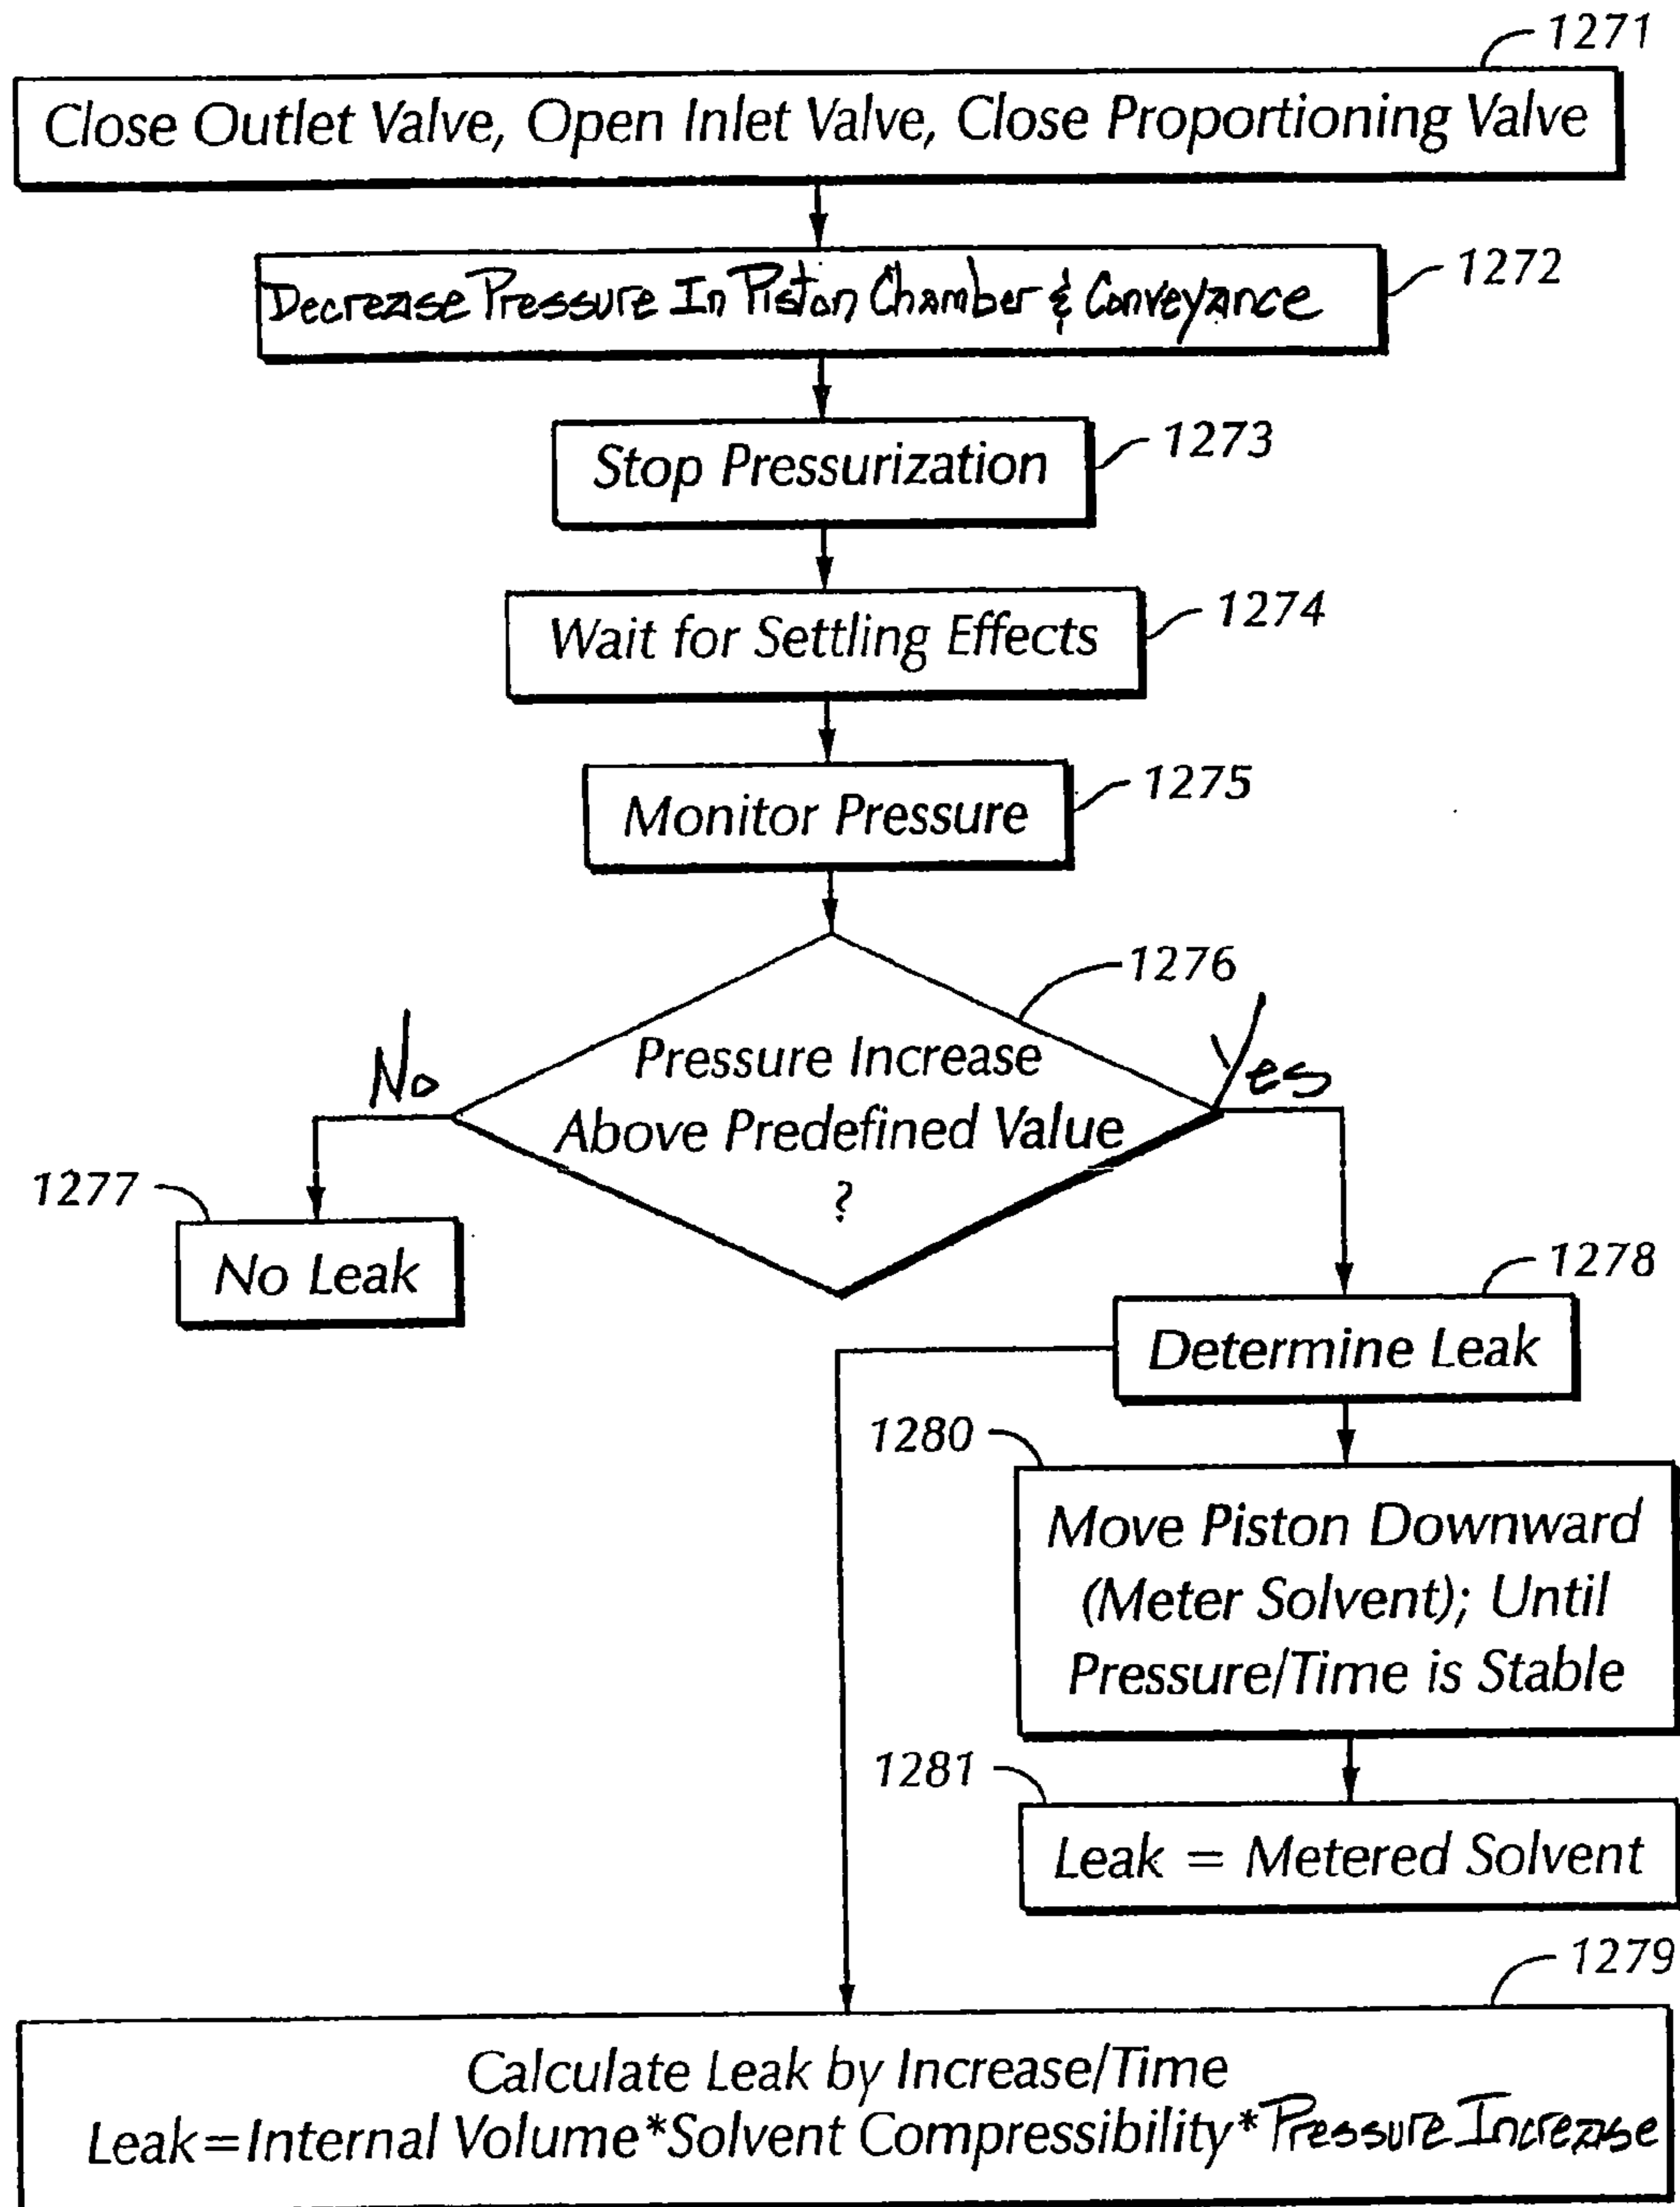 1271
Close Outlet Valve, Open Inlet Valve, Close Proportioning Valve
1272
Decrease Pressure In Piston Chamber & Conveyance
1273
Stop Pressurization
1274
Wait for Settling Effects
1275
Monitor Pressure
1276
Pressure Increase
Above Predefined Value
?
No
Yes
1277
No Leak
1278
Determine Leak
1280
Move Piston Downward
(Meter Solvent); Until
Pressure/Time is Stable
1281
Leak = Metered Solvent
1279
Calculate Leak by Increase/Time
Leak=Internal Volume*Solvent Compressibility*Pressure Increase